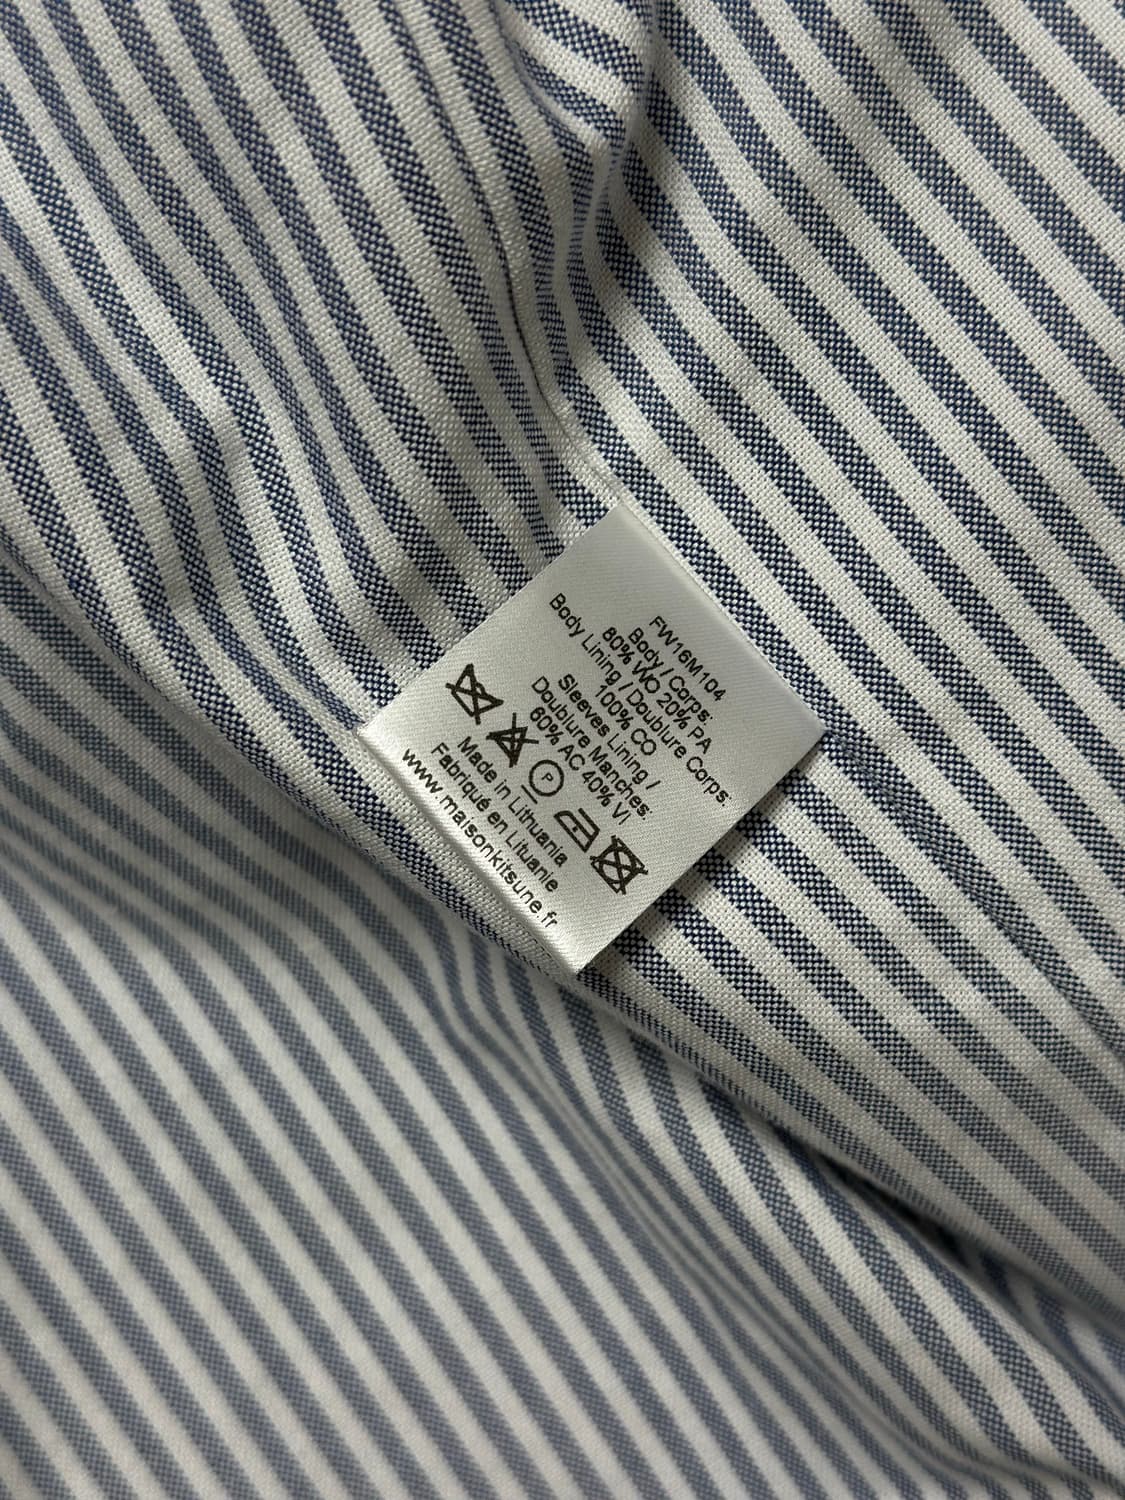 FW16M104
Body / Corps:
80% WO 20% PA
Body Lining / Doublure Corps:
100% CO
Sleeves Lining /
Doublure Manches:
60% AC 40% VI
P
Made in Lithuania
Fabriqué en Lituanie
www.maisonkitsune.fr